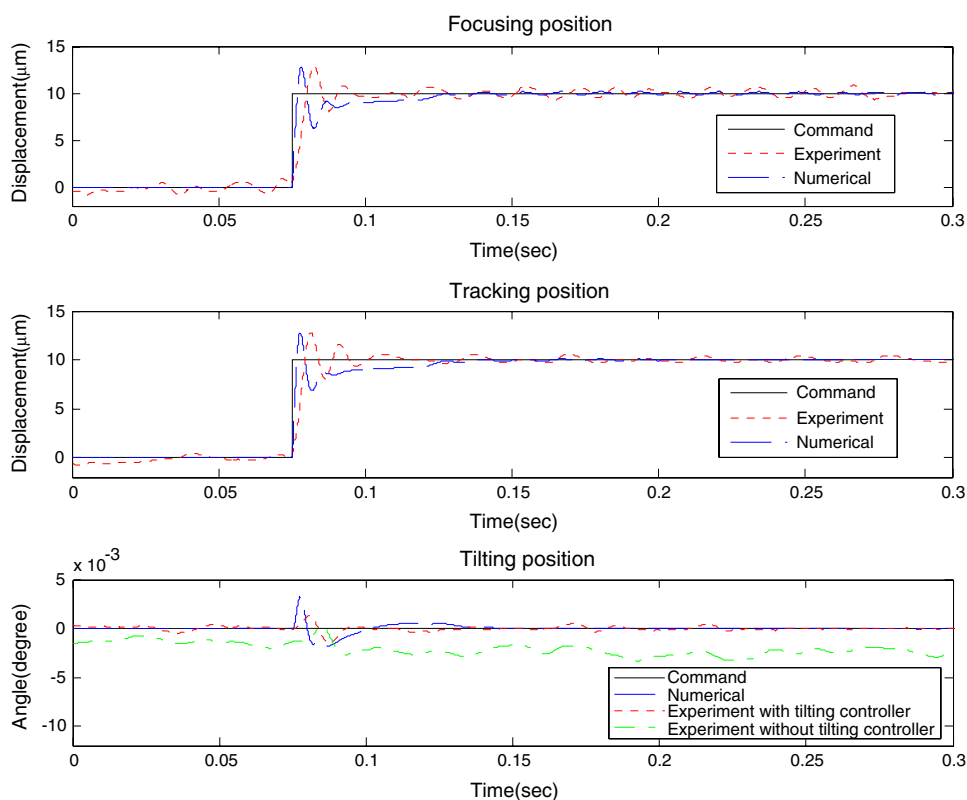 Focusing position
15
10
5
0
Displacement(μm)
Command
Experiment
Numerical
0 0.05 0.1 0.15 0.2 0.25 0.3
Time(sec)
Tracking position
15
10
5
0
Displacement(μm)
Command
Experiment
Numerical
0 0.05 0.1 0.15 0.2 0.25 0.3
Time(sec)
x 10^-3
Tilting position
5
0
-5
-10
Angle(degree)
Command
Numerical
Experiment with tilting controller
Experiment without tilting controller
0 0.05 0.1 0.15 0.2 0.25 0.3
Time(sec)